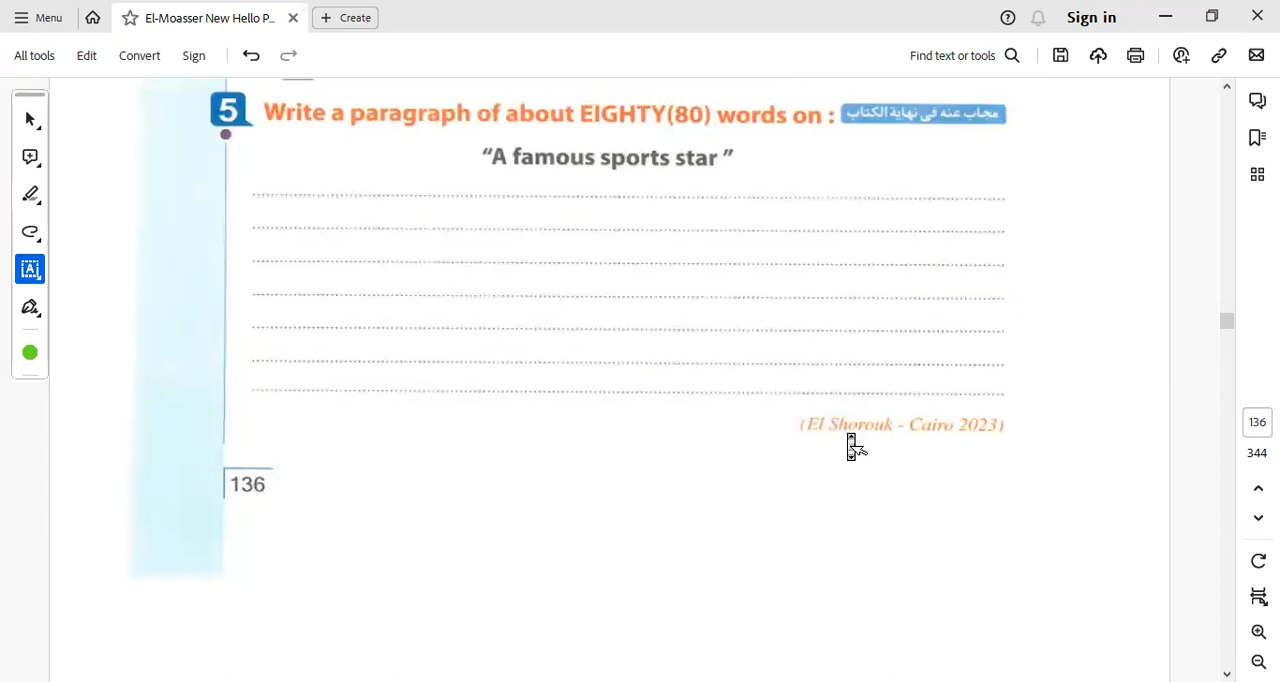 Menu
El-Moasser New Hello P...
Create
Sign in
All tools
Edit
Convert
Sign
Find text or tools
5 Write a paragraph of about EIGHTY(80) words on : مجاب عنه فى نهاية الكتاب
“A famous sports star ”
(El Shorouk - Cairo 2023)
136
136
344